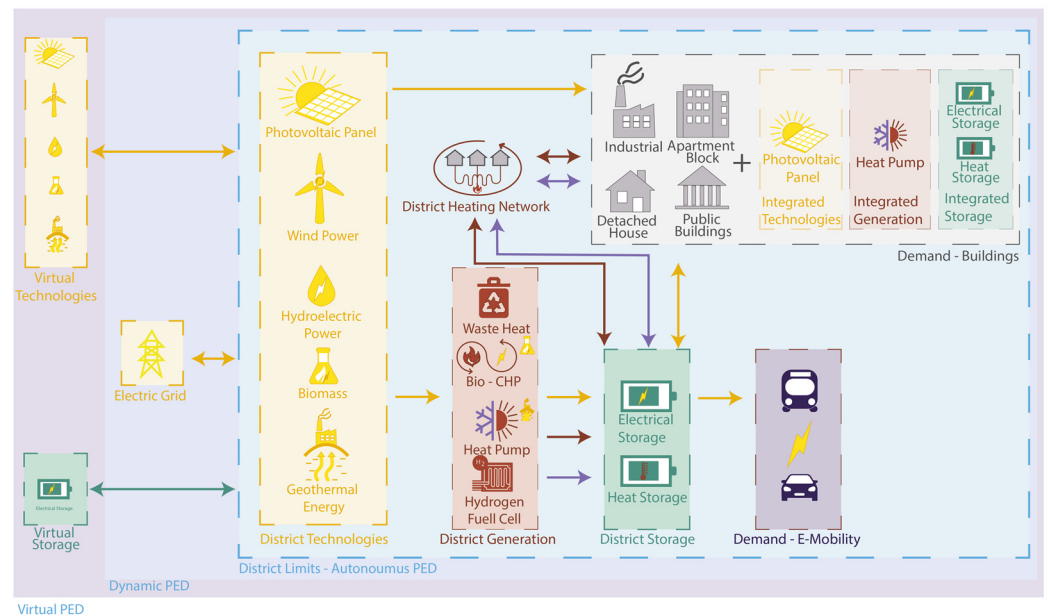 Virtual
Technologies
Electric Grid
Electrical Storage
Virtual
Storage
Photovoltaic Panel
Wind Power
Hydroelectric
Power
Biomass
Geothermal
Energy
District Technologies
District Heating Network
Industrial
Apartment
Block
Detached
House
Public
Buildings
+
Photovoltaic
Panel
Integrated
Technologies
Heat Pump
Integrated
Generation
Electrical
Storage
Heat
Storage
Integrated
Storage
Demand - Buildings
Waste Heat
Bio - CHP
Heat Pump
H2
Hydrogen
Fuell Cell
District Generation
Electrical
Storage
Heat Storage
District Storage
Demand - E-Mobility
District Limits - Autonoumus PED
Dynamic PED
Virtual PED